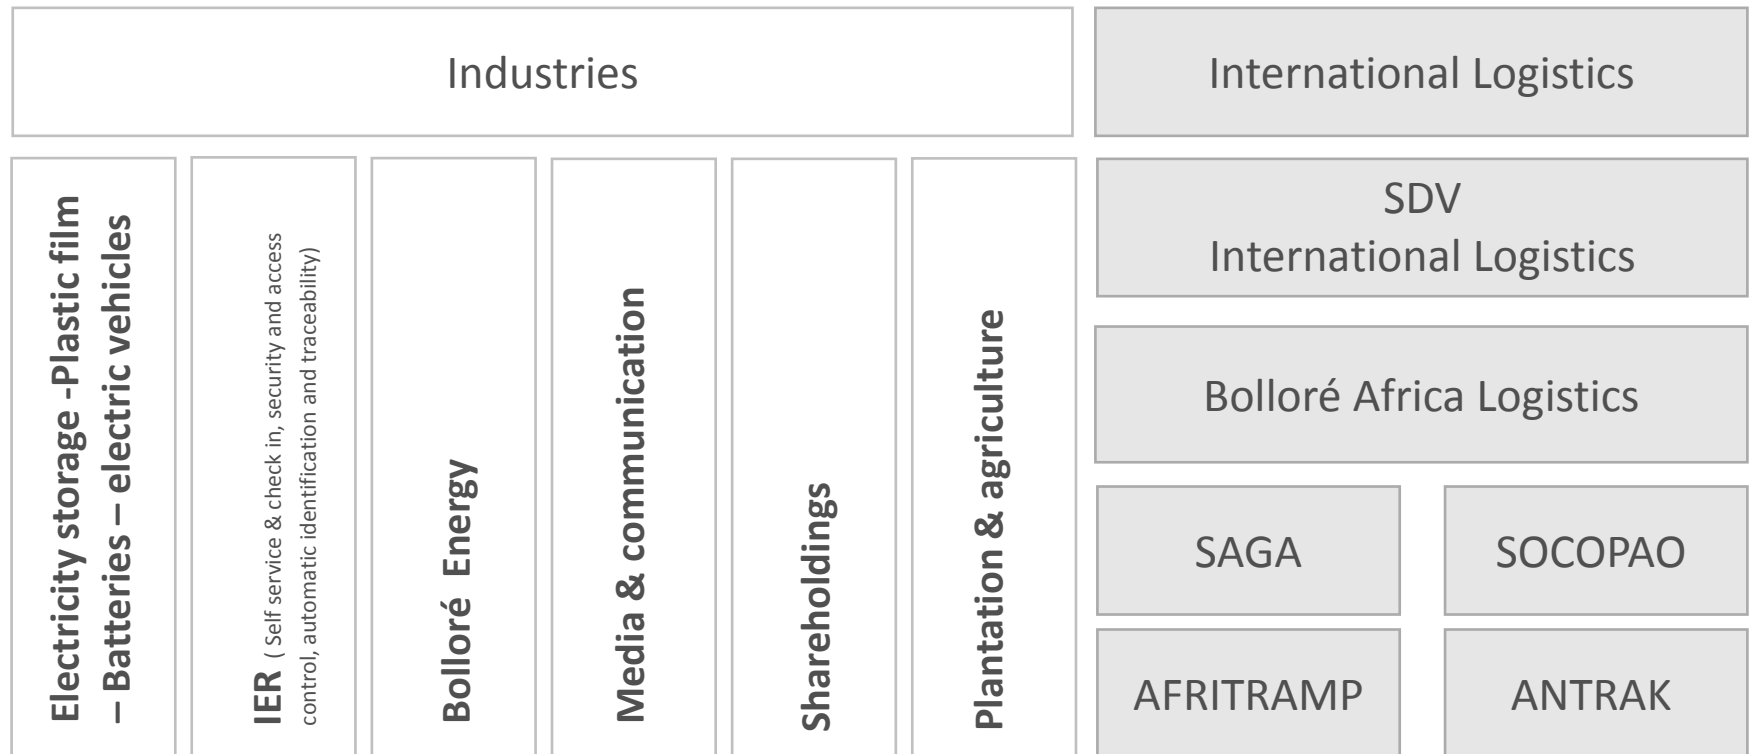 Industries
International Logistics
Electricity storage -Plastic film
– Batteries – electric vehicles
IER ( Self service & check in, security and access
control, automatic identification and traceability)
Bolloré Energy
Media & communication
Shareholdings
Plantation & agriculture
SDV
International Logistics
Bolloré Africa Logistics
SAGA
SOCOPAO
AFRITRAMP
ANTRAK